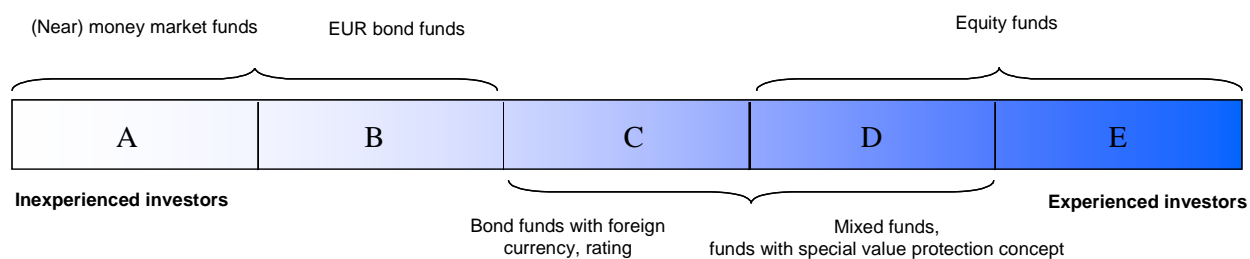 (Near) money market funds
EUR bond funds
Equity funds
A
B
C
D
E
Inexperienced investors
Experienced investors
Bond funds with foreign
currency, rating
Mixed funds,
funds with special value protection concept